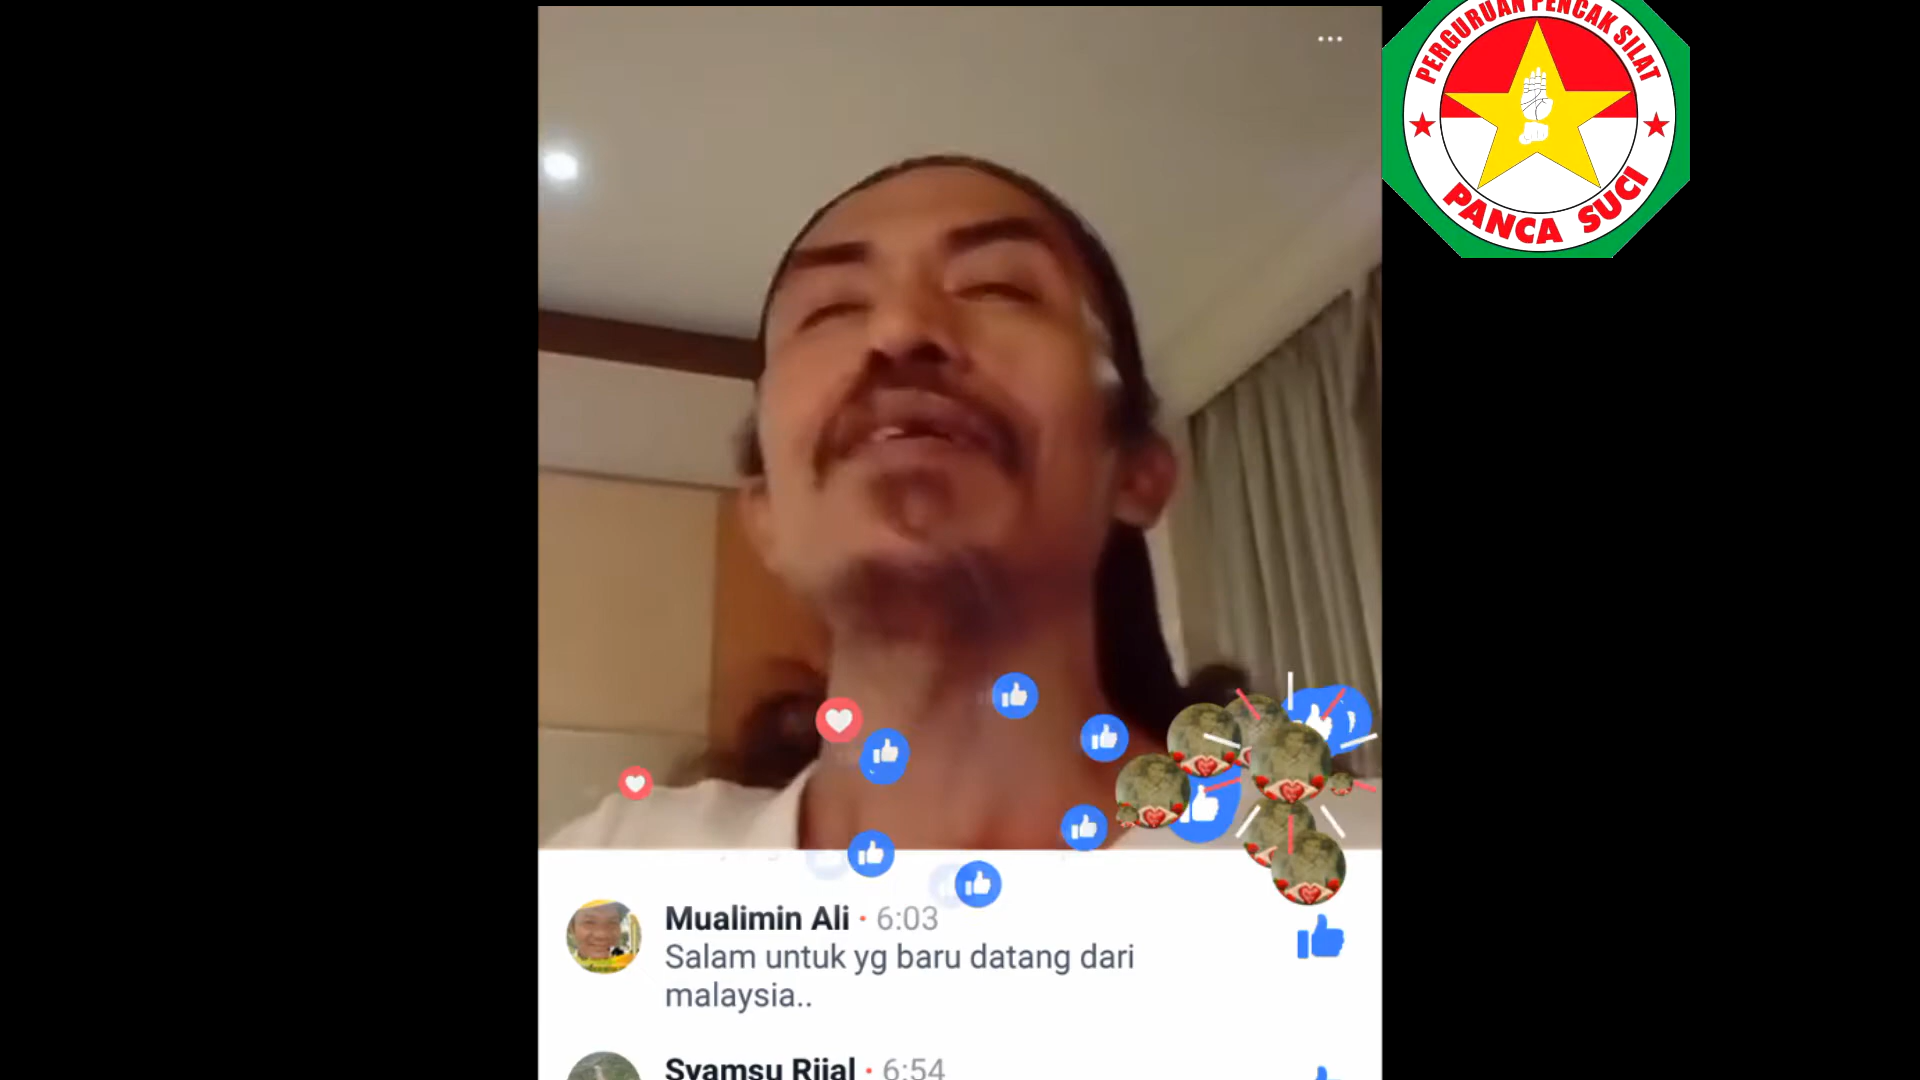 PERGURUAN PENCAK SILAT
PANCA SUCI
Mualimin Ali • 6:03
Salam untuk yg baru datang dari
malaysia..
Syamsu Rijal • 6:54